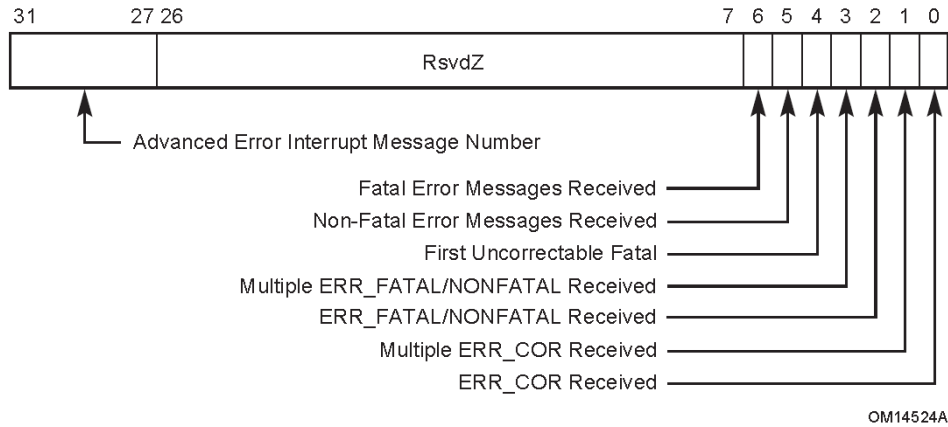 31 27 26 7 6 5 4 3 2 1 0
RsvdZ
Advanced Error Interrupt Message Number
Fatal Error Messages Received
Non-Fatal Error Messages Received
First Uncorrectable Fatal
Multiple ERR_FATAL/NONFATAL Received
ERR_FATAL/NONFATAL Received
Multiple ERR_COR Received
ERR_COR Received
OM14524A